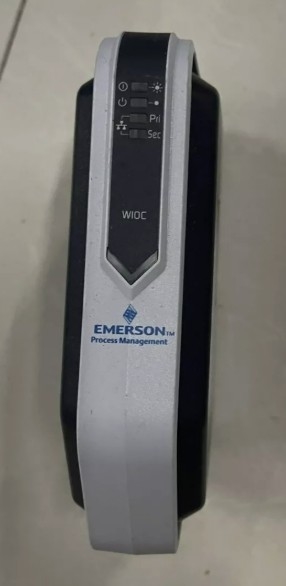 Pri
Sec
WIOC
EMERSON™
Process Management